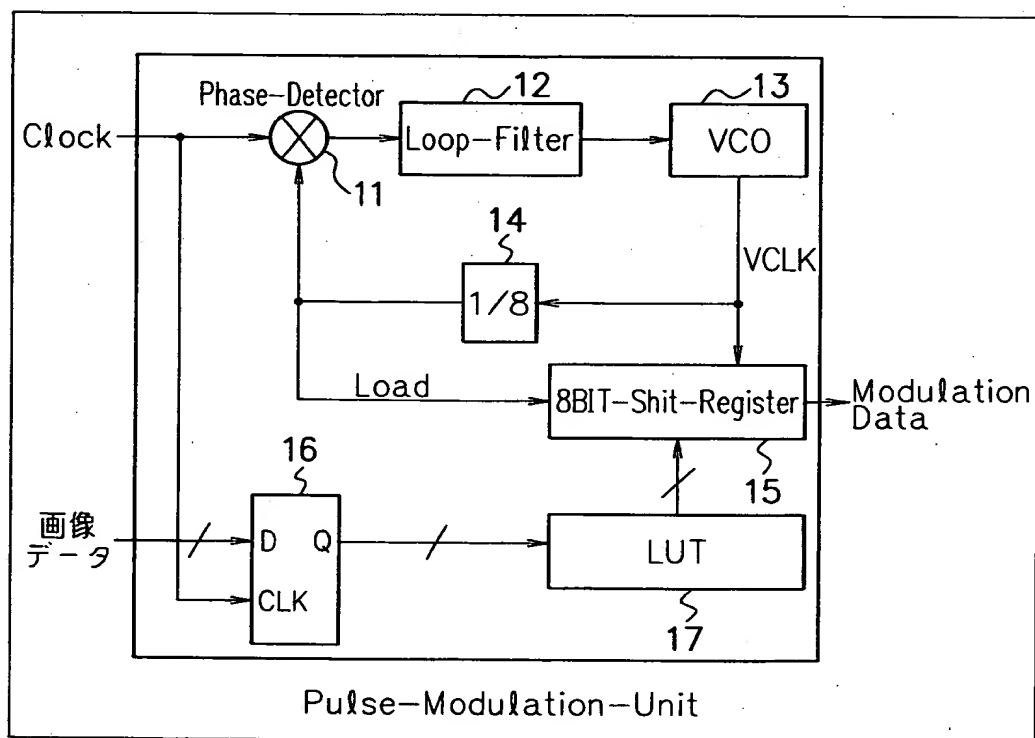 Phase-Detector
12
13
Clock
Loop-Filter
VCO
11
14
VCLK
1/8
Load
8BIT-Shit-Register
Modulation
Data
16
15
画像
データ
D Q
LUT
CLK
17
Pulse-Modulation-Unit